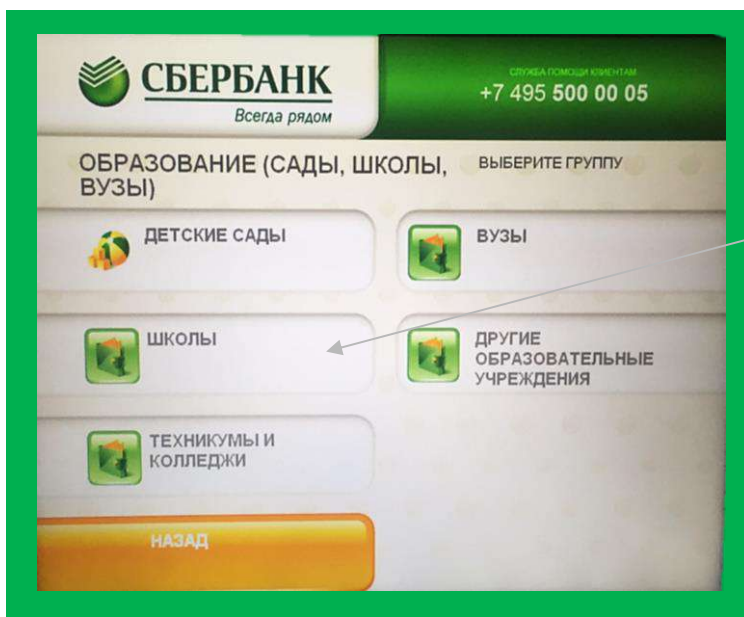 СБЕРБАНК
Всегда рядом
СЛУЖБА ПОМОЩИ КЛИЕНТАМ
+7 495 500 00 05
ОБРАЗОВАНИЕ (САДЫ, ШКОЛЫ,
ВУЗЫ)
ВЫБЕРИТЕ ГРУППУ
ДЕТСКИЕ САДЫ
ВУЗЫ
ШКОЛЫ
ДРУГИЕ
ОБРАЗОВАТЕЛЬНЫЕ
УЧРЕЖДЕНИЯ
ТЕХНИКУМЫ И
КОЛЛЕДЖИ
НАЗАД